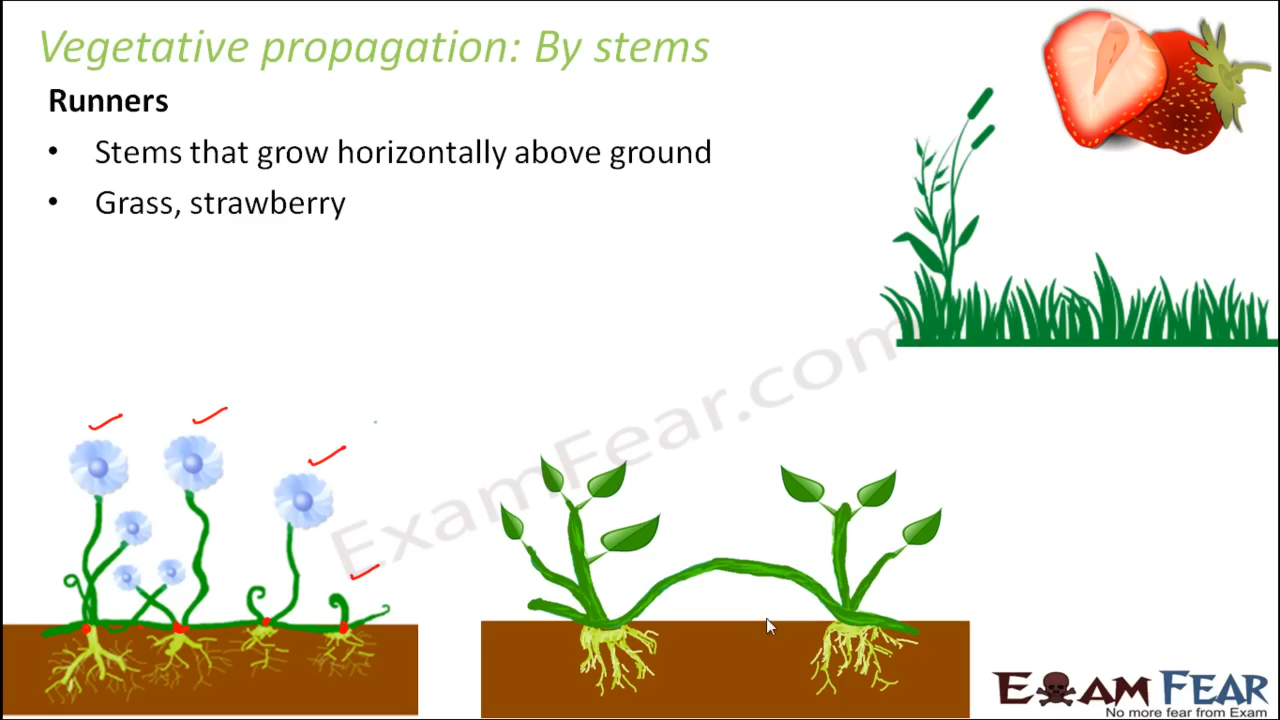 Vegetative propagation: By stems
Runners
• Stems that grow horizontally above ground
• Grass, strawberry
ExamFear.com
EXAM FEAR
No more fear from Exam